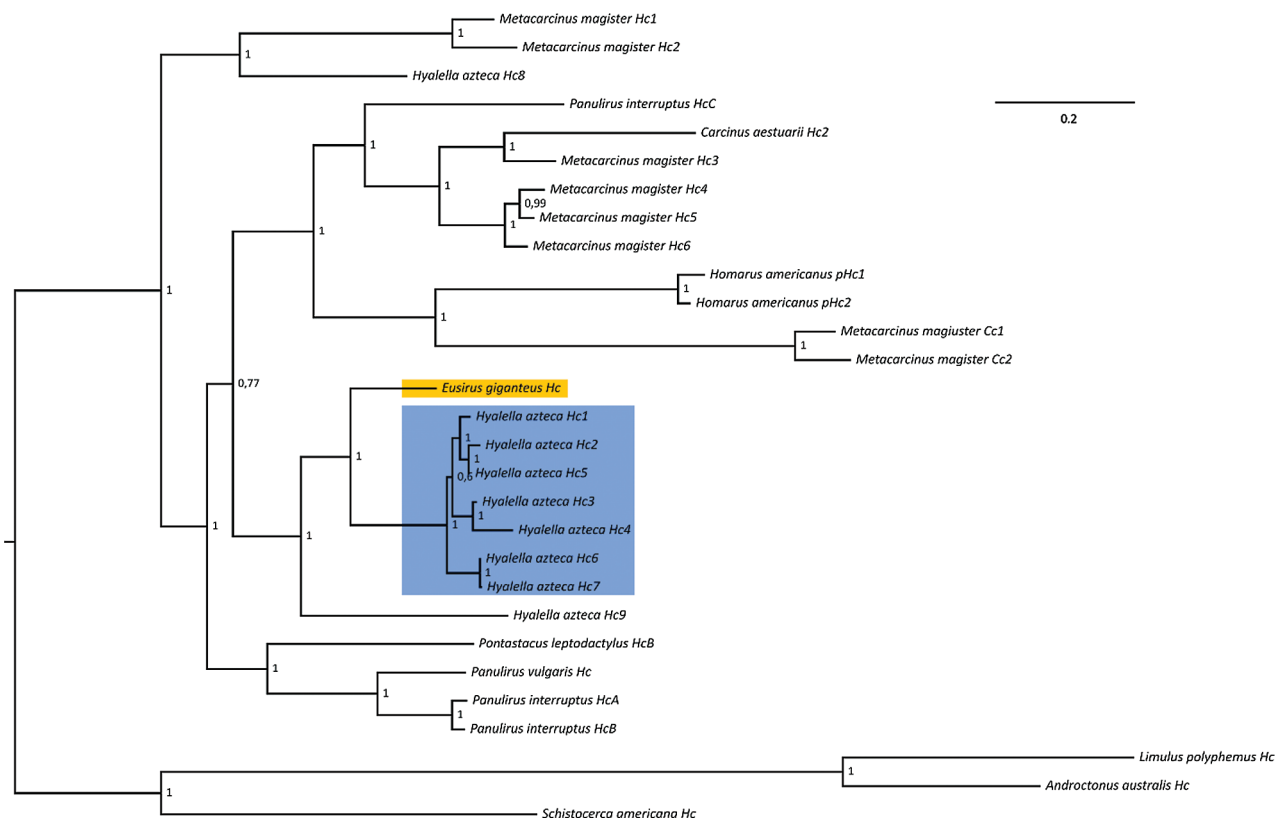 Metacarcinus magister Hc1
1
Metacarcinus magister Hc2
1
Hyalella azteca Hc8
Panulirus interruptus HcC
0.2
Carcinus aestuarii Hc2
1
1
Metacarcinus magister Hc3
1
Metacarcinus magister Hc4
0,99
Metacarcinus magister Hc5
1
Metacarcinus magister Hc6
1
Homarus americanus pHc1
1
1
Homarus americanus pHc2
1
Metacarcinus magiuster Cc1
1
Metacarcinus magister Cc2
0,77
Eusirus giganteus Hc
Hyalella azteca Hc1
1
Hyalella azteca Hc2
1
1
Hyalella azteca Hc5
0,6
Hyalella azteca Hc3
1
1
1
Hyalella azteca Hc4
1
Hyalella azteca Hc6
1
Hyalella azteca Hc7
Hyalella azteca Hc9
Pontastacus leptodactylus HcB
1
Panulirus vulgaris Hc
1
Panulirus interruptus HcA
1
Panulirus interruptus HcB
Limulus polyphemus Hc
1
Androctonus australis Hc
1
Schistocerca americana Hc